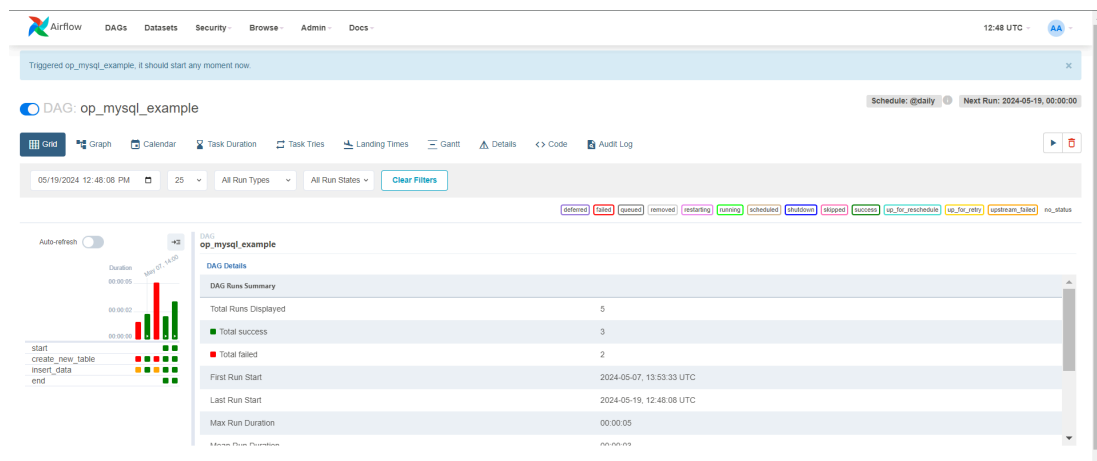 Airflow DAGs Datasets Security Browse Admin Docs 12:48 UTC AA
Triggered op_mysql_example, it should start any moment now. ×
DAG: op_mysql_example Schedule: @daily Next Run: 2024-05-19, 00:00:00
Grid Graph Calendar Task Duration Task Tries Landing Times Gantt Details <> Code Audit Log
05/19/2024 12:48:08 PM 25 All Run Types All Run States Clear Filters
deferred failed queued removed restarting running scheduled shutdown skipped success up_for_reschedule up_for_retry upstream_failed no_status
Auto-refresh
DAG
op_mysql_example
Duration May 07, 14:00
00:00:05
00:00:02
00:00:00
start
create_new_table
insert_data
end
DAG Details
DAG Runs Summary
Total Runs Displayed 5
Total success 3
Total failed 2
First Run Start 2024-05-07, 13:53:33 UTC
Last Run Start 2024-05-19, 12:48:08 UTC
Max Run Duration 00:00:05
Mean Run Duration 00:00:03